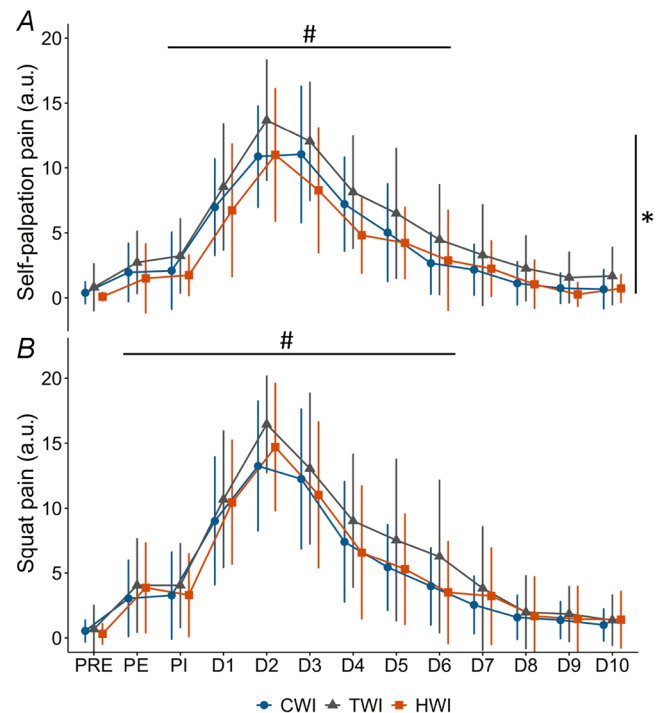 A
#
20
15
10
5
0
Self-palpation pain (a.u.)
*
B
#
20
15
10
5
0
Squat pain (a.u.)
PRE PE PI D1 D2 D3 D4 D5 D6 D7 D8 D9 D10
CWI TWI HWI